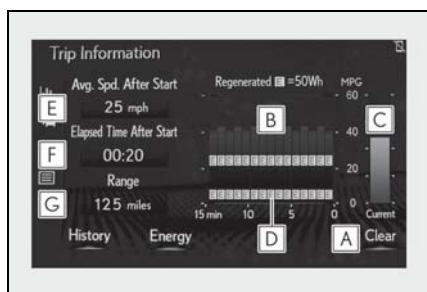 Trip Information
Avg. Spd. After Start
25 mph
Elapsed Time After Start
00:20
Range
125 miles
Regenerated E =50Wh
MPG
60
40
20
0
15 min 10 5 0
Current
E
F
G
B
C
D
A
E E E E E E E E E E E E E E E
E E E E E E E E E E E E E E E
History Energy Clear